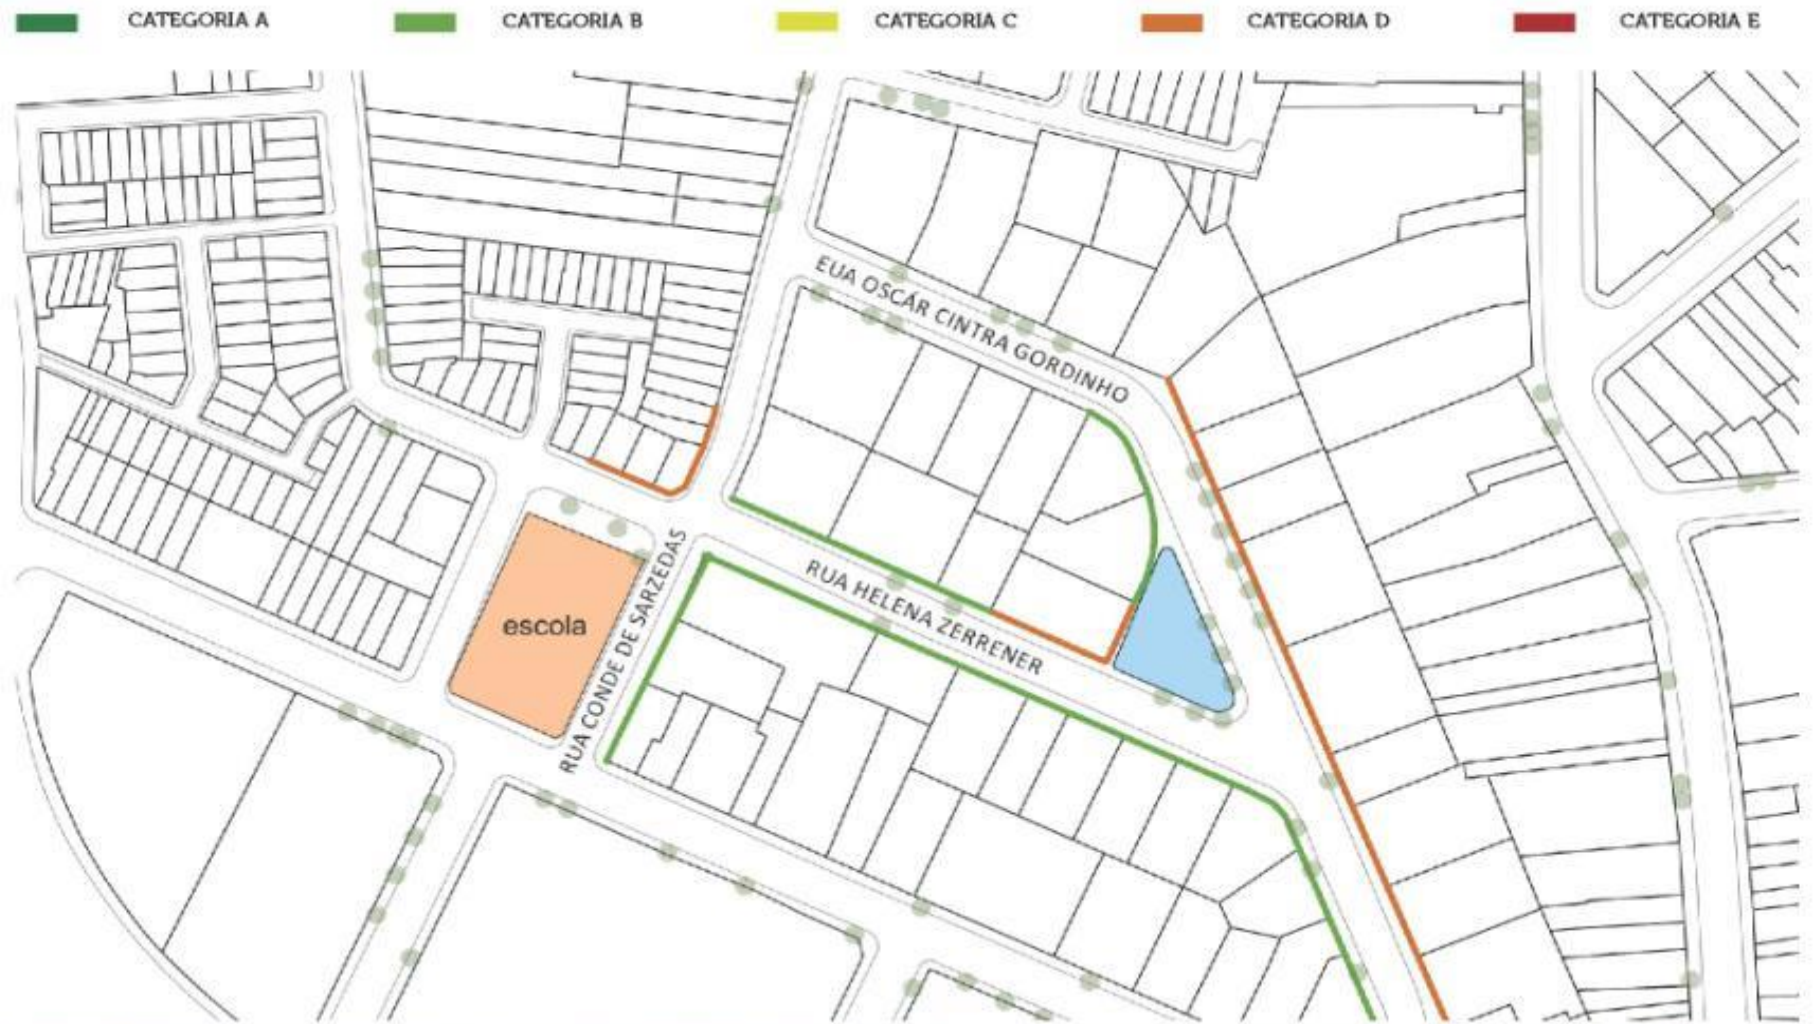 CATEGORIA A
CATEGORIA B
CATEGORIA C
CATEGORIA D
CATEGORIA E
EUA OSCAR CINTRA GORDINHO
RUA HELENA ZERRENER
RUA CONDE DE SARZEDAS
escola